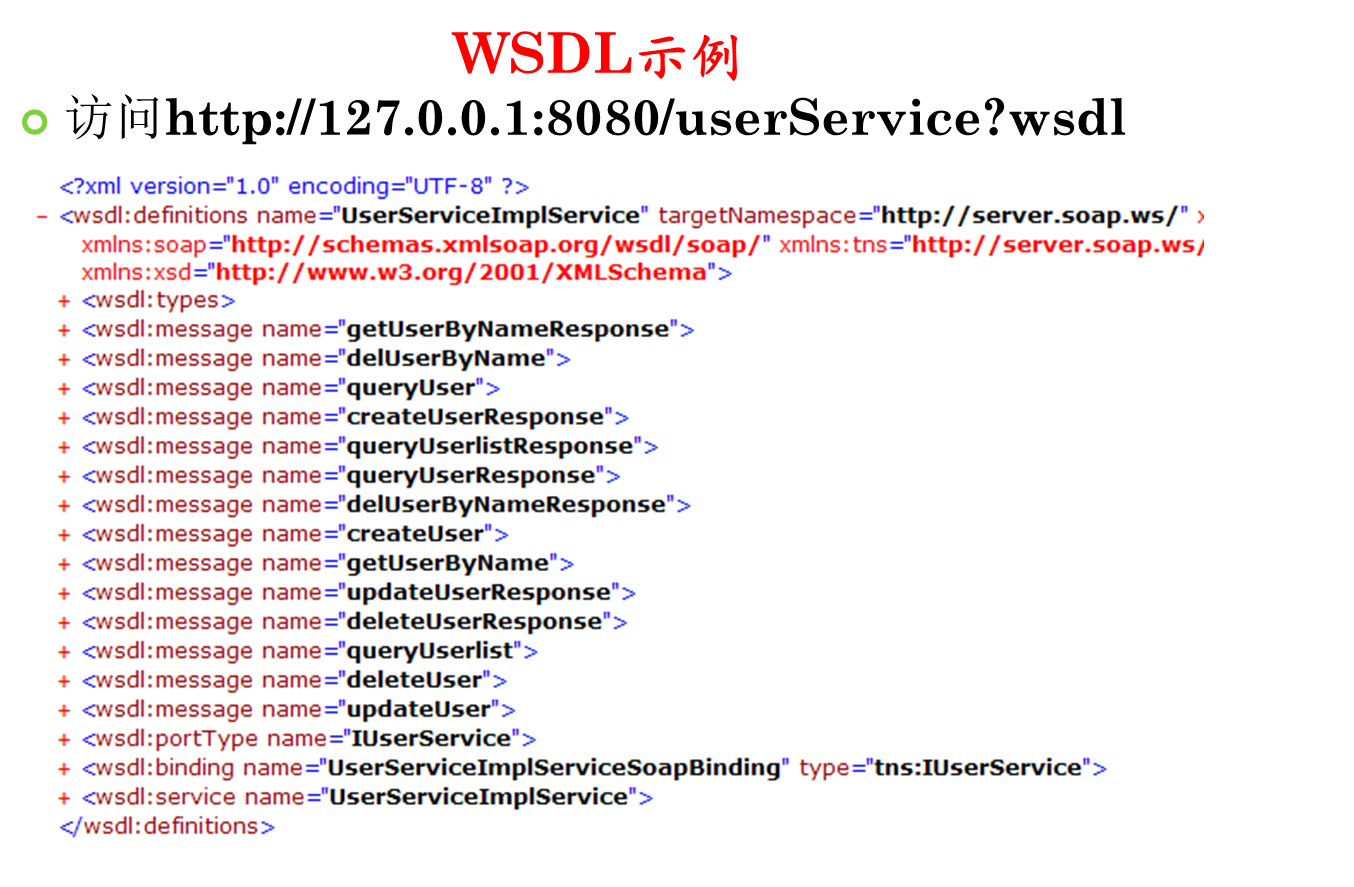 WSDL示例
访问http://127.0.0.1:8080/userService?wsdl
<?xml version="1.0" encoding="UTF-8" ?>
- <wsdl:definitions name="UserServiceImplService" targetNamespace="http://server.soap.ws/"
xmlns:soap="http://schemas.xmlsoap.org/wsdl/soap/" xmlns:tns="http://server.soap.ws/
xmlns:xsd="http://www.w3.org/2001/XMLSchema">
+ <wsdl:types>
+ <wsdl:message name="getUserByNameResponse">
+ <wsdl:message name="delUserByName">
+ <wsdl:message name="queryUser">
+ <wsdl:message name="createUserResponse">
+ <wsdl:message name="queryUserlistResponse">
+ <wsdl:message name="queryUserResponse">
+ <wsdl:message name="delUserByNameResponse">
+ <wsdl:message name="createUser">
+ <wsdl:message name="getUserByName">
+ <wsdl:message name="updateUserResponse">
+ <wsdl:message name="deleteUserResponse">
+ <wsdl:message name="queryUserlist">
+ <wsdl:message name="deleteUser">
+ <wsdl:message name="updateUser">
+ <wsdl:portType name="IUserService">
+ <wsdl:binding name="UserServiceImplServiceSoapBinding" type="tns:IUserService">
+ <wsdl:service name="UserServiceImplService">
</wsdl:definitions>